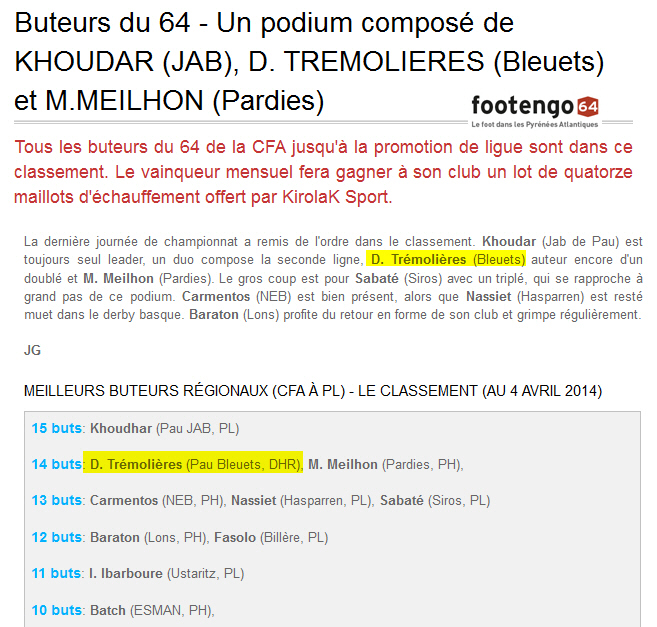 Buteurs du 64 - Un podium composé de
KHOUDAR (JAB), D. TREMOLIERES (Bleuets)
et M.MEILHON (Pardies)
footengo 64
Le foot dans les Pyrénées Atlantiques
Tous les buteurs du 64 de la CFA jusqu'à la promotion de ligue sont dans ce
classement. Le vainqueur mensuel fera gagner à son club un lot de quatorze
maillots d'échauffement offert par KirolaK Sport.
La dernière journée de championnat a remis de l'ordre dans le classement. Khoudar (Jab de Pau) est
toujours seul leader, un duo compose la seconde ligne, D. Trémolières (Bleuets) auteur encore d'un
doublé et M. Meilhon (Pardies). Le gros coup est pour Sabaté (Siros) avec un triplé, qui se rapproche à
grand pas de ce podium. Carmentos (NEB) est bien présent, alors que Nassiet (Hasparren) est resté
muet dans le derby basque. Baraton (Lons) profite du retour en forme de son club et grimpe régulièrement.
JG
MEILLEURS BUTEURS RÉGIONAUX (CFA À PL) - LE CLASSEMENT (AU 4 AVRIL 2014)
15 buts: Khoudhar (Pau JAB, PL)
14 buts: D. Trémolières (Pau Bleuets, DHR), M. Meilhon (Pardies, PH),
13 buts: Carmentos (NEB, PH), Nassiet (Hasparren, PL), Sabaté (Siros, PL)
12 buts: Baraton (Lons, PH), Fasolo (Billère, PL)
11 buts: I. Ibarboure (Ustaritz, PL)
10 buts: Batch (ESMAN, PH),